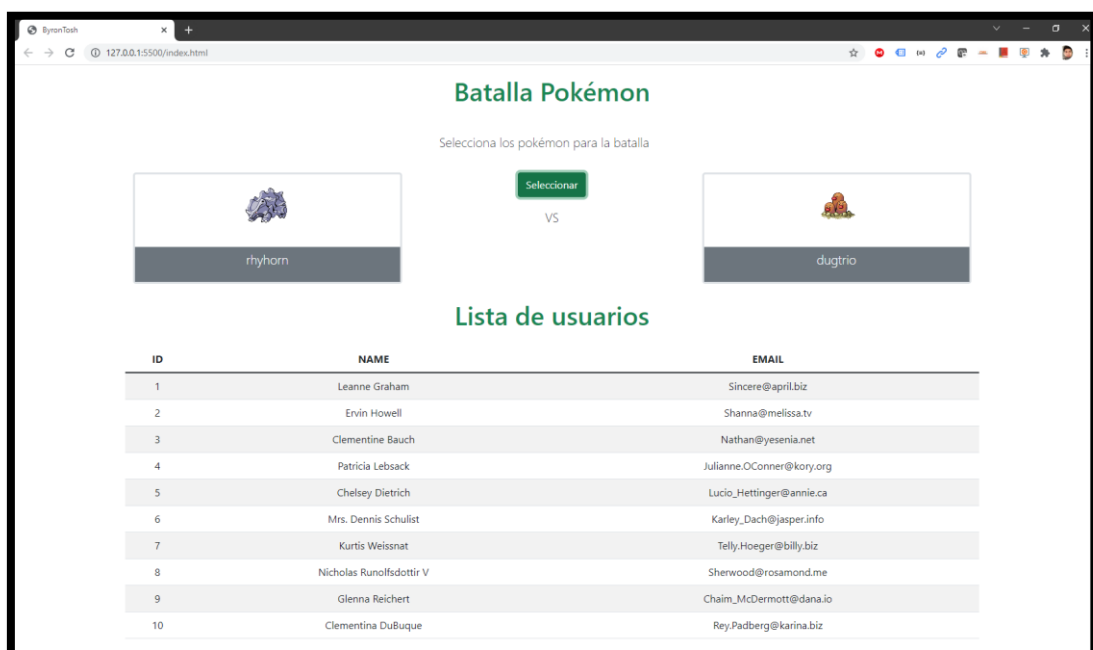 ByronTosh
127.0.0.1:5500/index.html
Batalla Pokémon
Selecciona los pokémon para la batalla
Seleccionar
VS
rhyhorn
dugtrio
Lista de usuarios
ID NAME EMAIL
1 Leanne Graham Sincere@april.biz
2 Ervin Howell Shanna@melissa.tv
3 Clementine Bauch Nathan@yesenia.net
4 Patricia Lebsack Julianne.OConner@kory.org
5 Chelsey Dietrich Lucio_Hettinger@annie.ca
6 Mrs. Dennis Schulist Karley_Dach@jasper.info
7 Kurtis Weissnat Telly.Hoeger@billy.biz
8 Nicholas Runolfsdottir V Sherwood@rosamond.me
9 Glenna Reichert Chaim_McDermott@dana.io
10 Clementina DuBuque Rey.Padberg@karina.biz